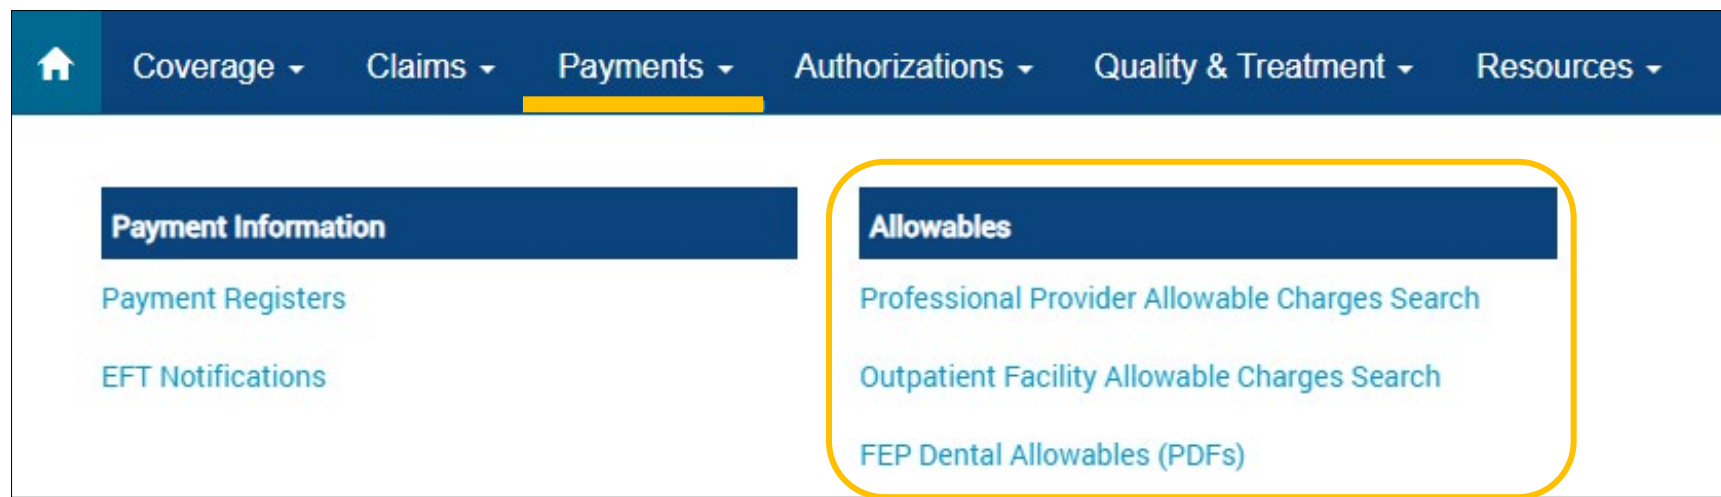 Coverage Claims Payments Authorizations Quality & Treatment Resources
Payment Information
Payment Registers
EFT Notifications
Allowables
Professional Provider Allowable Charges Search
Outpatient Facility Allowable Charges Search
FEP Dental Allowables (PDFs)